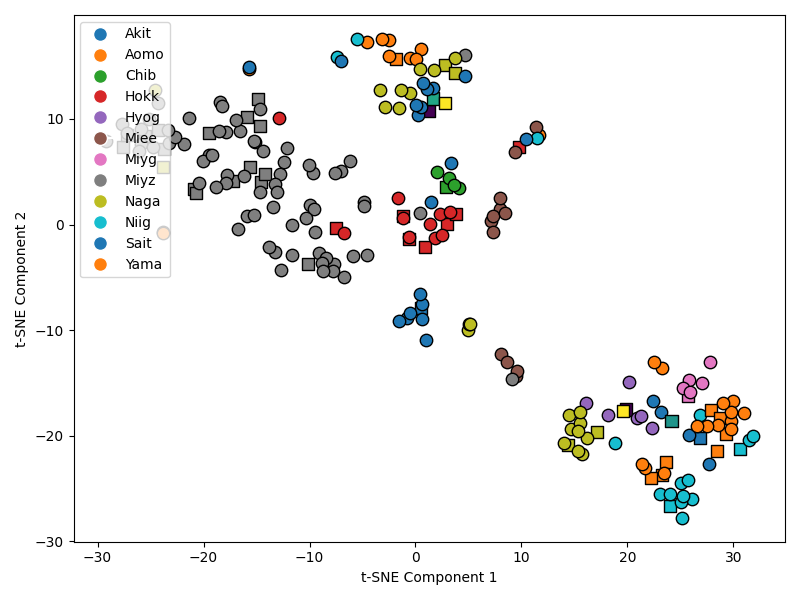 Akit
Aomo
Chib
Hokk
Hyog
Miee
Miyg
Miyz
Naga
Niig
Sait
Yama
10
0
−10
−20
−30
−30 −20 −10 0 10 20 30
t-SNE Component 1
t-SNE Component 2